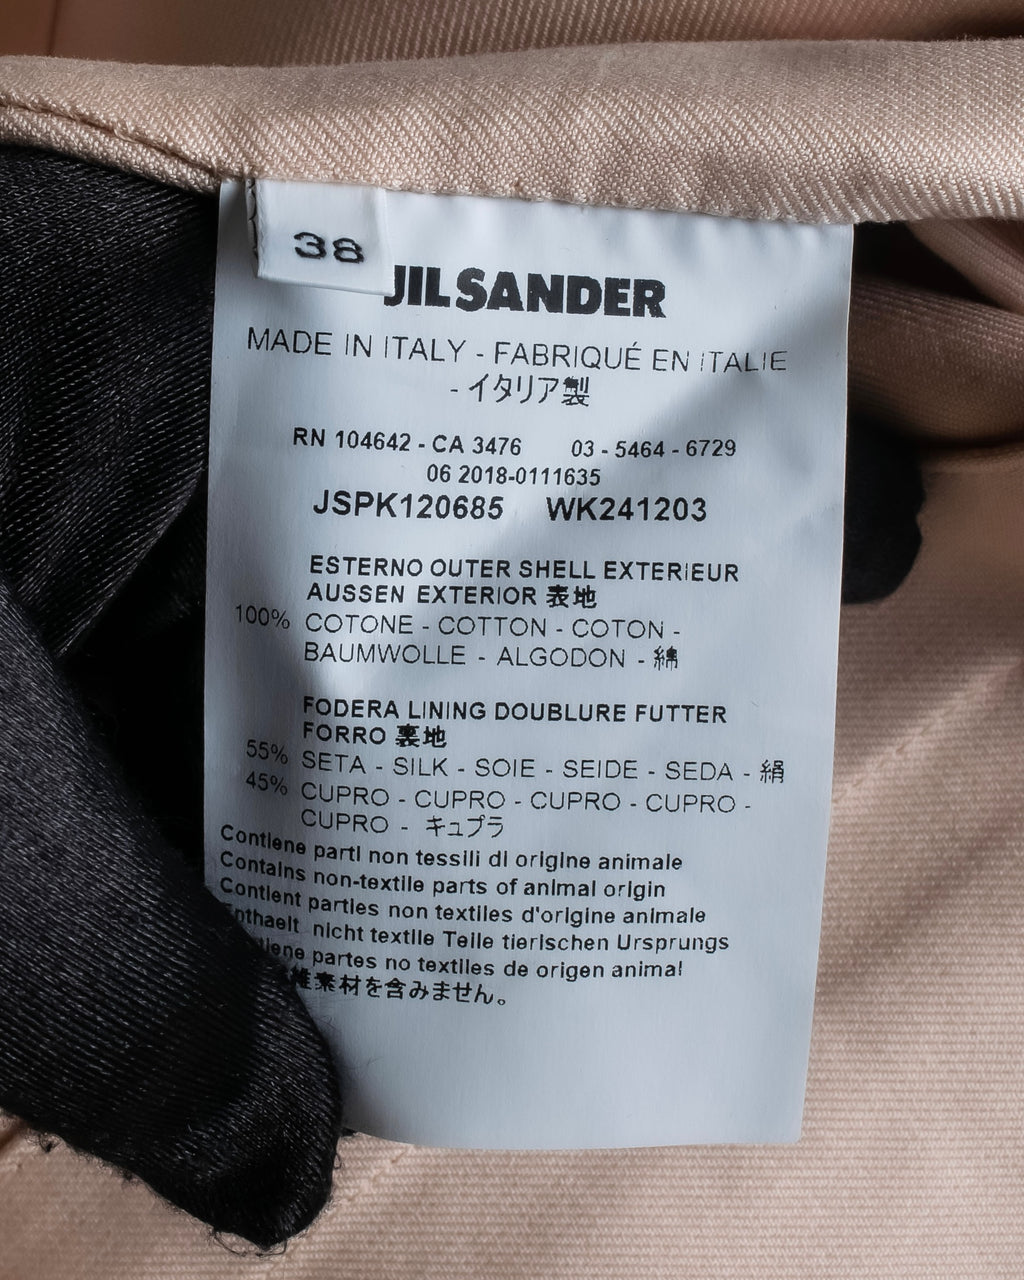 38
JIL SANDER
MADE IN ITALY - FABRIQUÉ EN ITALIE
- イタリア製
RN 104642 - CA 3476 03 - 5464 - 6729
06 2018-0111635
JSPK120685 WK241203
ESTERNO OUTER SHELL EXTERIEUR
AUSSEN EXTERIOR 表地
100% COTONE - COTTON - COTON -
BAUMWOLLE - ALGODON - 綿
FODERA LINING DOUBLURE FUTTER
FORRO 裏地
55% SETA - SILK - SOIE - SEIDE - SEDA - 絹
45% CUPRO - CUPRO - CUPRO - CUPRO -
CUPRO - キュプラ
Contiene parti non tessili di origine animale
Contains non-textile parts of animal origin
Contient parties non textiles d'origine animale
Enthaelt nicht textile Teile tierischen Ursprungs
partes no textiles de origen animal
維素材を含みません。